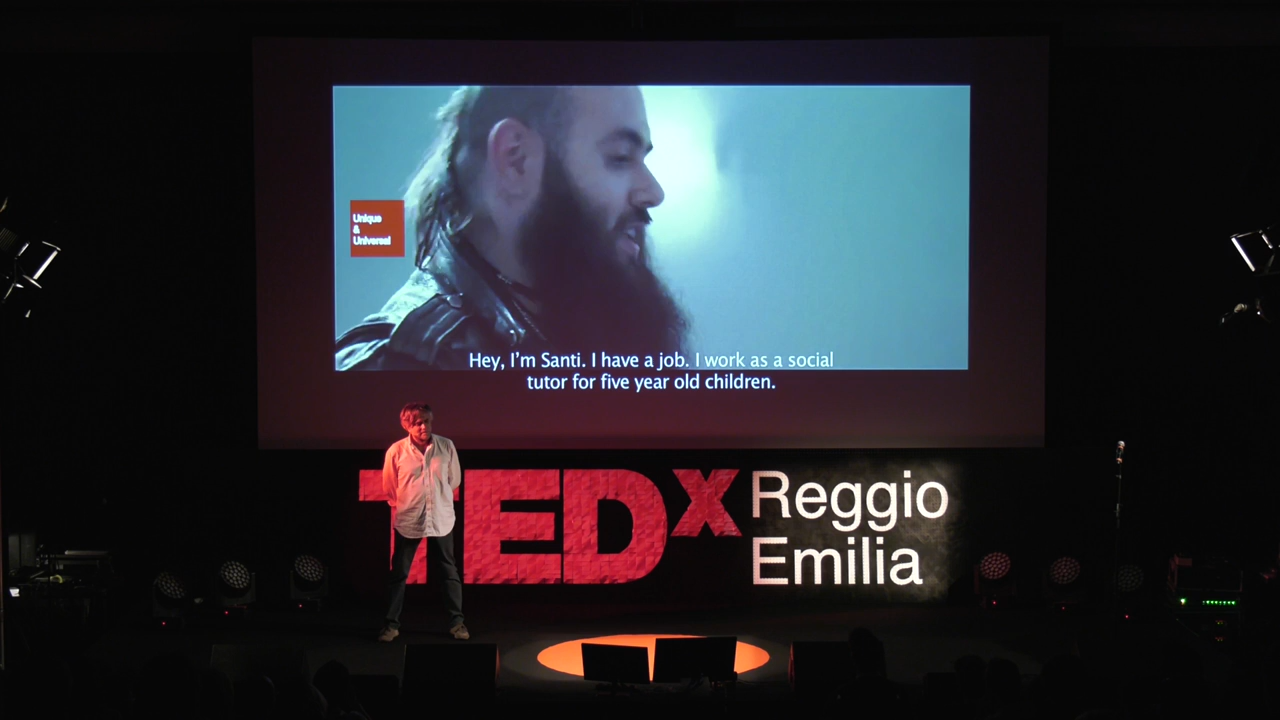 Unique
&
Universal
Hey, I'm Santi. I have a job. I work as a social
tutor for five year old children.
TEDx
Reggio
Emilia